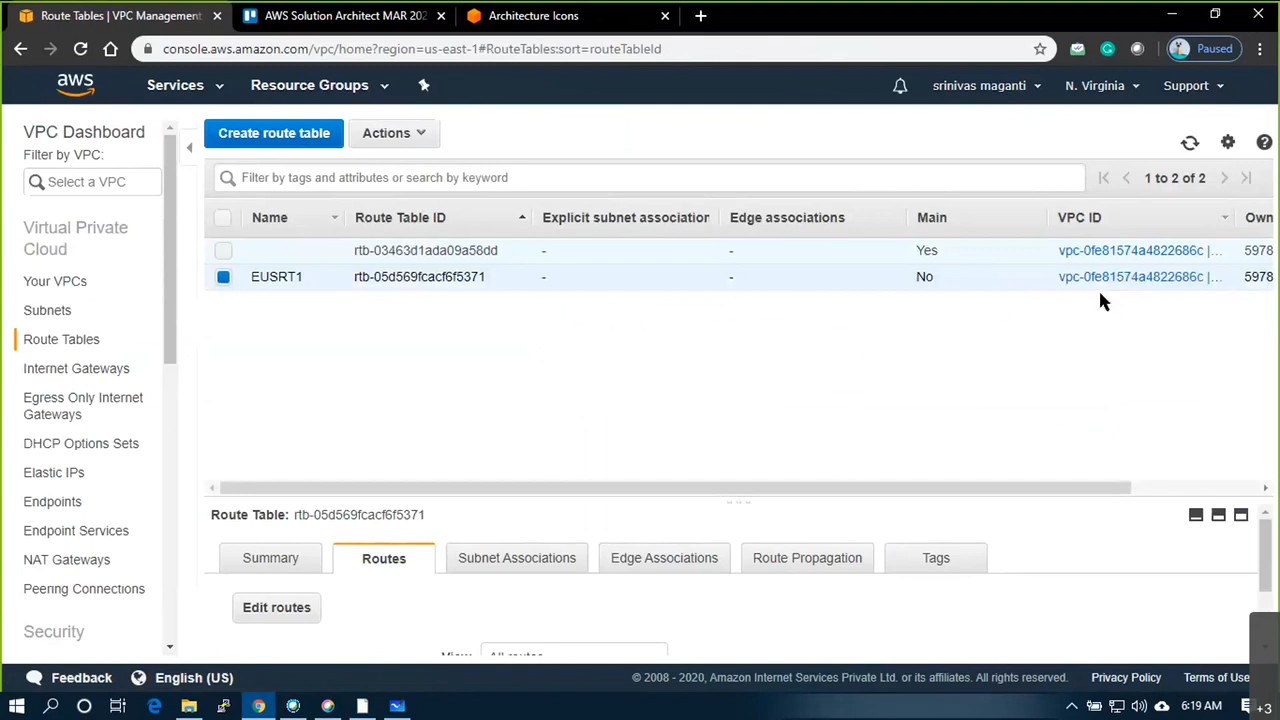 Route Tables | VPC Management
AWS Solution Architect MAR 202
Architecture Icons
console.aws.amazon.com/vpc/home?region=us-east-1#RouteTables:sort=routeTableId
Paused
aws
Services
Resource Groups
srinivas maganti
N. Virginia
Support
VPC Dashboard
Filter by VPC:
Select a VPC
Virtual Private
Cloud
Your VPCs
Subnets
Route Tables
Internet Gateways
Egress Only Internet
Gateways
DHCP Options Sets
Elastic IPs
Endpoints
Endpoint Services
NAT Gateways
Peering Connections
Security
Create route table
Actions
Filter by tags and attributes or search by keyword
1 to 2 of 2
Name Route Table ID Explicit subnet association Edge associations Main VPC ID Own
rtb-03463d1ada09a58dd - - Yes vpc-0fe81574a4822686c |... 5978
EUSRT1 rtb-05d569fcacf6f5371 - - No vpc-0fe81574a4822686c |... 5978
Route Table: rtb-05d569fcacf6f5371
Summary
Routes
Subnet Associations
Edge Associations
Route Propagation
Tags
Edit routes
View All routes
Feedback
English (US)
© 2008 - 2020, Amazon Internet Services Private Ltd. or its affiliates. All rights reserved.
Privacy Policy
Terms of Use
6:19 AM
+3